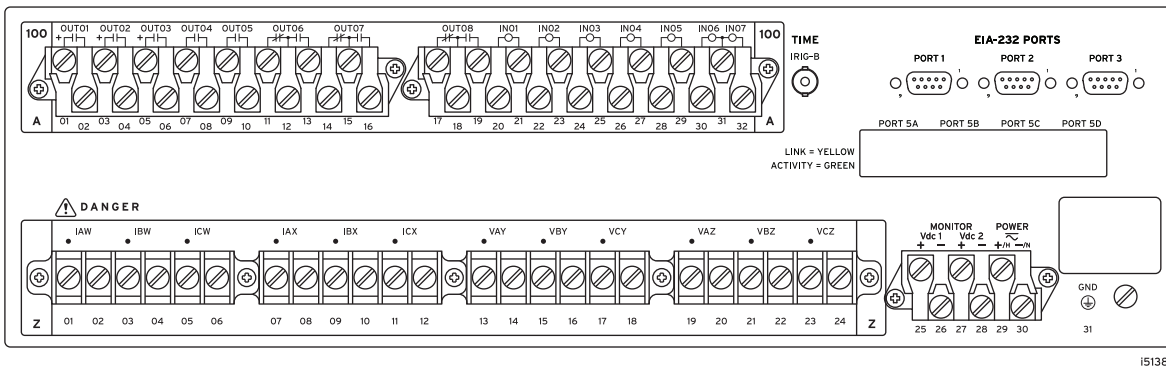 100 OUT01 OUT02 OUT03 OUT04 OUT05 OUT06 OUT07 OUT08 IN01 IN02 IN03 IN04 IN05 IN06 IN07 100
+ + +
A 01 02 03 04 05 06 07 08 09 10 11 12 13 14 15 16 17 18 19 20 21 22 23 24 25 26 27 28 29 30 31 32 A
TIME
IRIG-B
EIA-232 PORTS
PORT 1 PORT 2 PORT 3
1 1 1
9 9 9
PORT 5A PORT 5B PORT 5C PORT 5D
LINK = YELLOW
ACTIVITY = GREEN
! DANGER
IAW IBW ICW IAX IBX ICX VAY VBY VCY VAZ VBZ VCZ
Z 01 02 03 04 05 06 07 08 09 10 11 12 13 14 15 16 17 18 19 20 21 22 23 24 Z
MONITOR POWER
Vdc 1 Vdc 2
+ − + − +/H −/N
25 26 27 28 29 30
GND
31
i5138